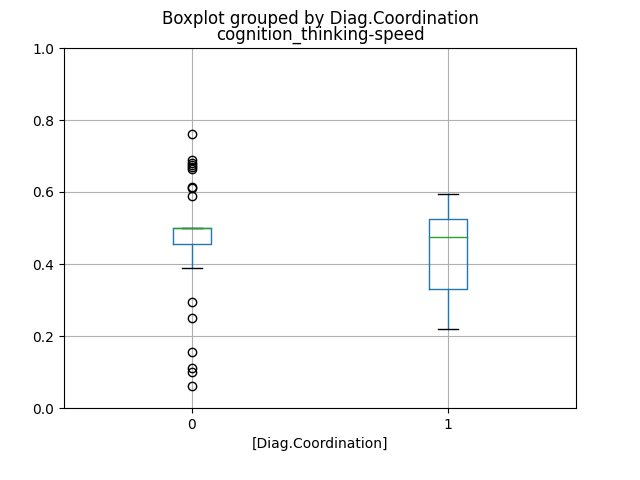 Boxplot grouped by Diag.Coordination
cognition_thinking-speed
1.0
0.8
0.6
0.4
0.2
0.0
0 1
[Diag.Coordination]